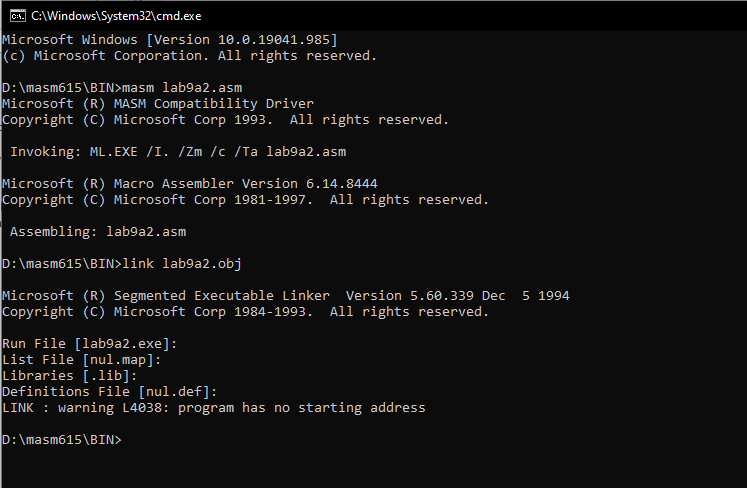 C:\Windows\System32\cmd.exe
Microsoft Windows [Version 10.0.19041.985]
(c) Microsoft Corporation. All rights reserved.
D:\masm615\BIN>masm lab9a2.asm
Microsoft (R) MASM Compatibility Driver
Copyright (C) Microsoft Corp 1993.  All rights reserved.
 Invoking: ML.EXE /I. /Zm /c /Ta lab9a2.asm
Microsoft (R) Macro Assembler Version 6.14.8444
Copyright (C) Microsoft Corp 1981-1997.  All rights reserved.
 Assembling: lab9a2.asm
D:\masm615\BIN>link lab9a2.obj
Microsoft (R) Segmented Executable Linker  Version 5.60.339 Dec  5 1994
Copyright (C) Microsoft Corp 1984-1993.  All rights reserved.
Run File [lab9a2.exe]:
List File [nul.map]:
Libraries [.lib]:
Definitions File [nul.def]:
LINK : warning L4038: program has no starting address
D:\masm615\BIN>